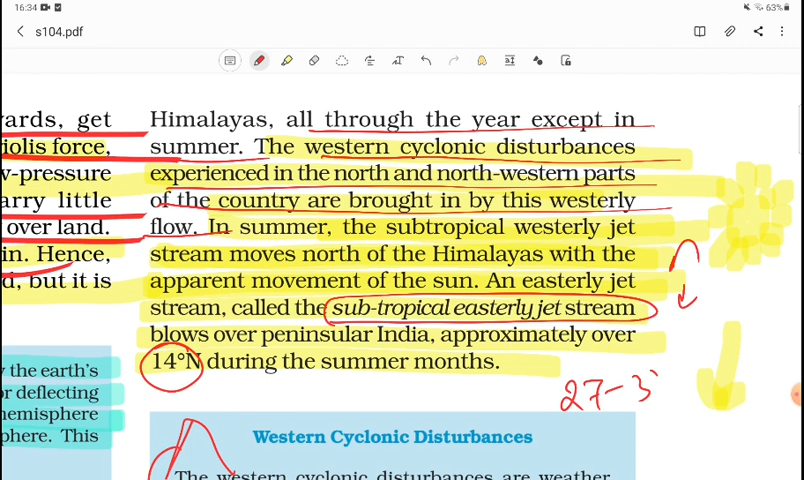 16:34
63%
s104.pdf
wards, get
iolis force,
w-pressure
arry little
over land.
in. Hence,
d, but it is
y the earth's
or deflecting
hemisphere
phere. This
Himalayas, all through the year except in
summer. The western cyclonic disturbances
experienced in the north and north-western parts
of the country are brought in by this westerly
flow. In summer, the subtropical westerly jet
stream moves north of the Himalayas with the
apparent movement of the sun. An easterly jet
stream, called the sub-tropical easterly jet stream
blows over peninsular India, approximately over
14°N during the summer months.
27-3
Western Cyclonic Disturbances
The western cyclonic disturbances are weather